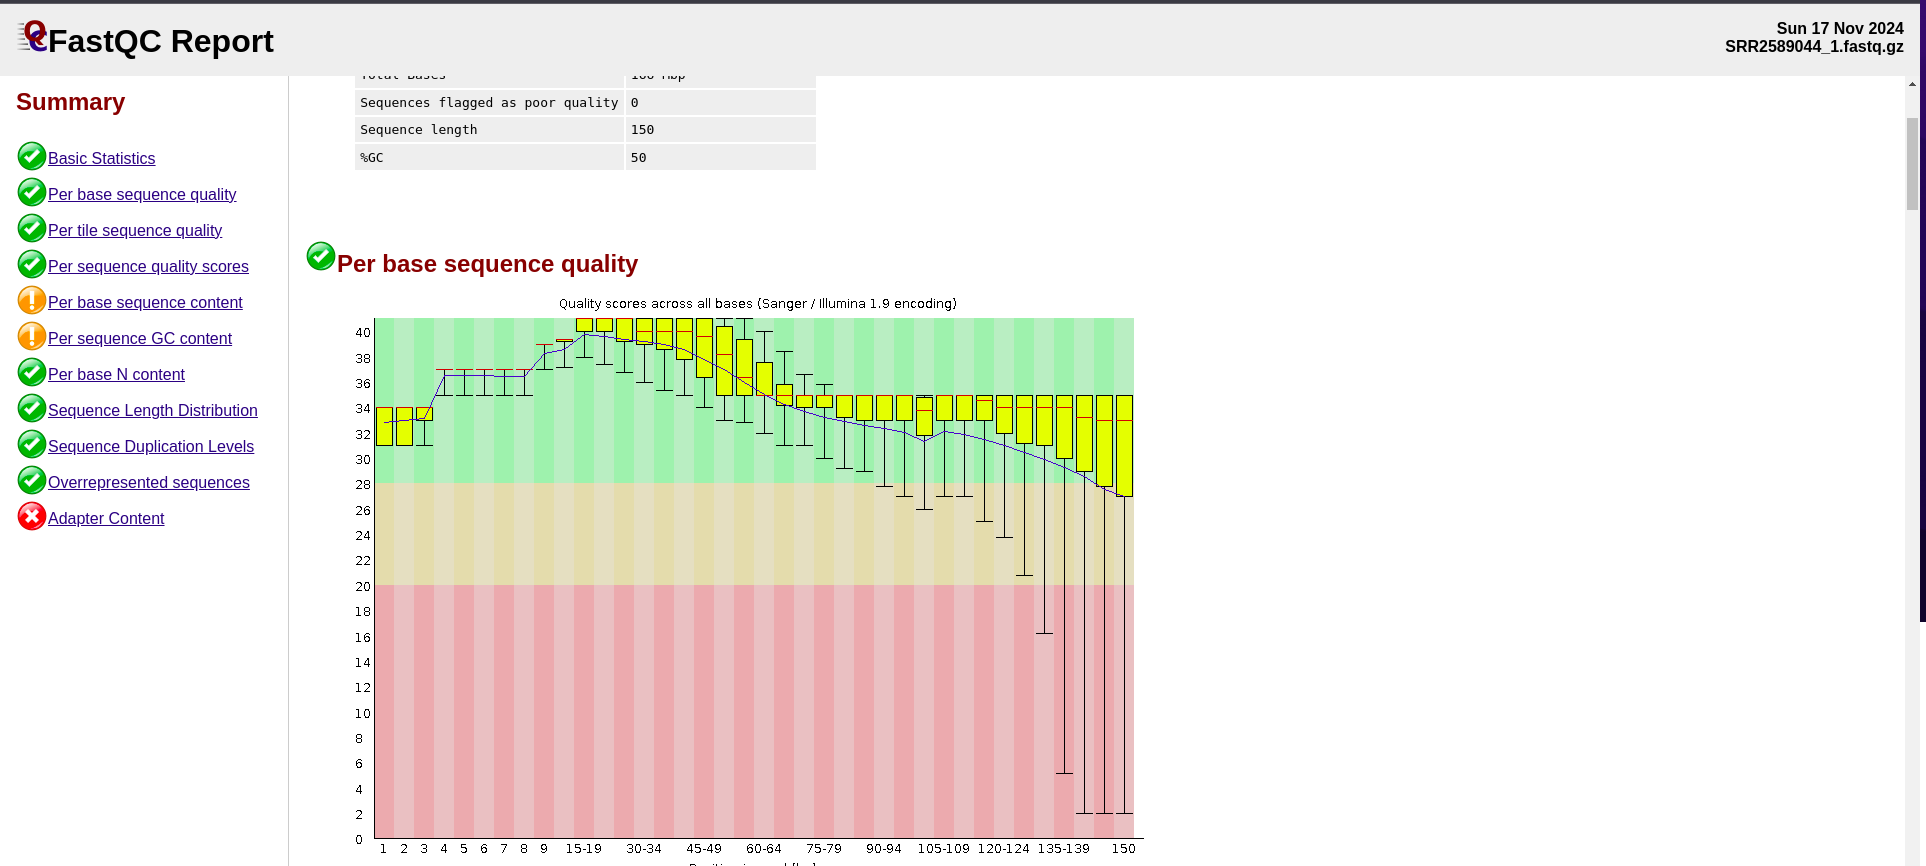 FastQC Report
Sun 17 Nov 2024
SRR2589044_1.fastq.gz
Summary
Basic Statistics
Per base sequence quality
Per tile sequence quality
Per sequence quality scores
Per base sequence content
Per sequence GC content
Per base N content
Sequence Length Distribution
Sequence Duplication Levels
Overrepresented sequences
Adapter Content
Total Bases 166 Mbp
Sequences flagged as poor quality 0
Sequence length 150
%GC 50
Per base sequence quality
Quality scores across all bases (Sanger / Illumina 1.9 encoding)
40
38
36
34
32
30
28
26
24
22
20
18
16
14
12
10
8
6
4
2
0
1 2 3 4 5 6 7 8 9 15-19 30-34 45-49 60-64 75-79 90-94 105-109 120-124 135-139 150